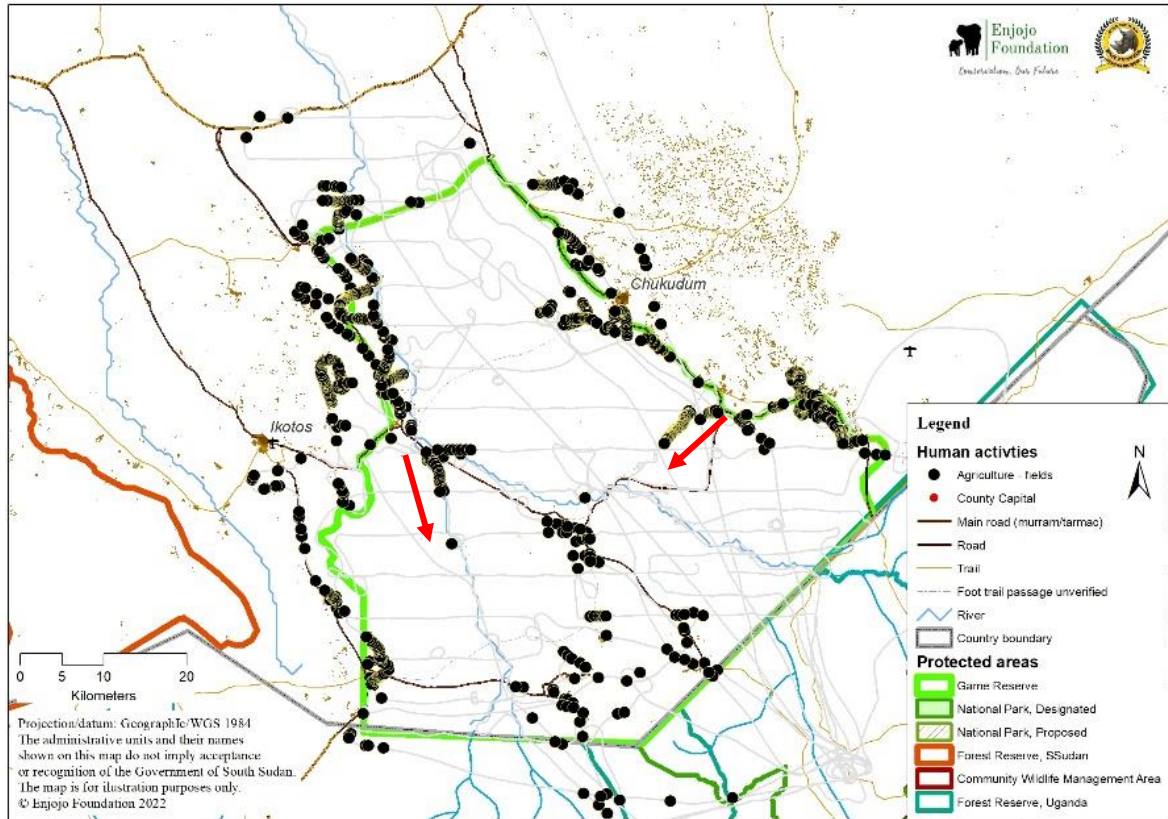 Enjojo
Foundation
Conservation, Our Future
Chukudum
Ikotos
Legend
Human activties
Agriculture - fields
County Capital
Main road (murram/tarmac)
Road
Trail
Foot trail passage unverified
River
Country boundary
Protected areas
Game Reserve
National Park, Designated
National Park, Proposed
Forest Reserve, SSudan
Community Wildlife Management Area
Forest Reserve, Uganda
N
0 5 10 20
Kilometers
Projection/datum: Geographic/WGS 1984
The administrative units and their names
shown on this map do not imply acceptance
or recognition of the Government of South Sudan.
The map is for ilustration purposes only.
© Enjojo Foundation 2022